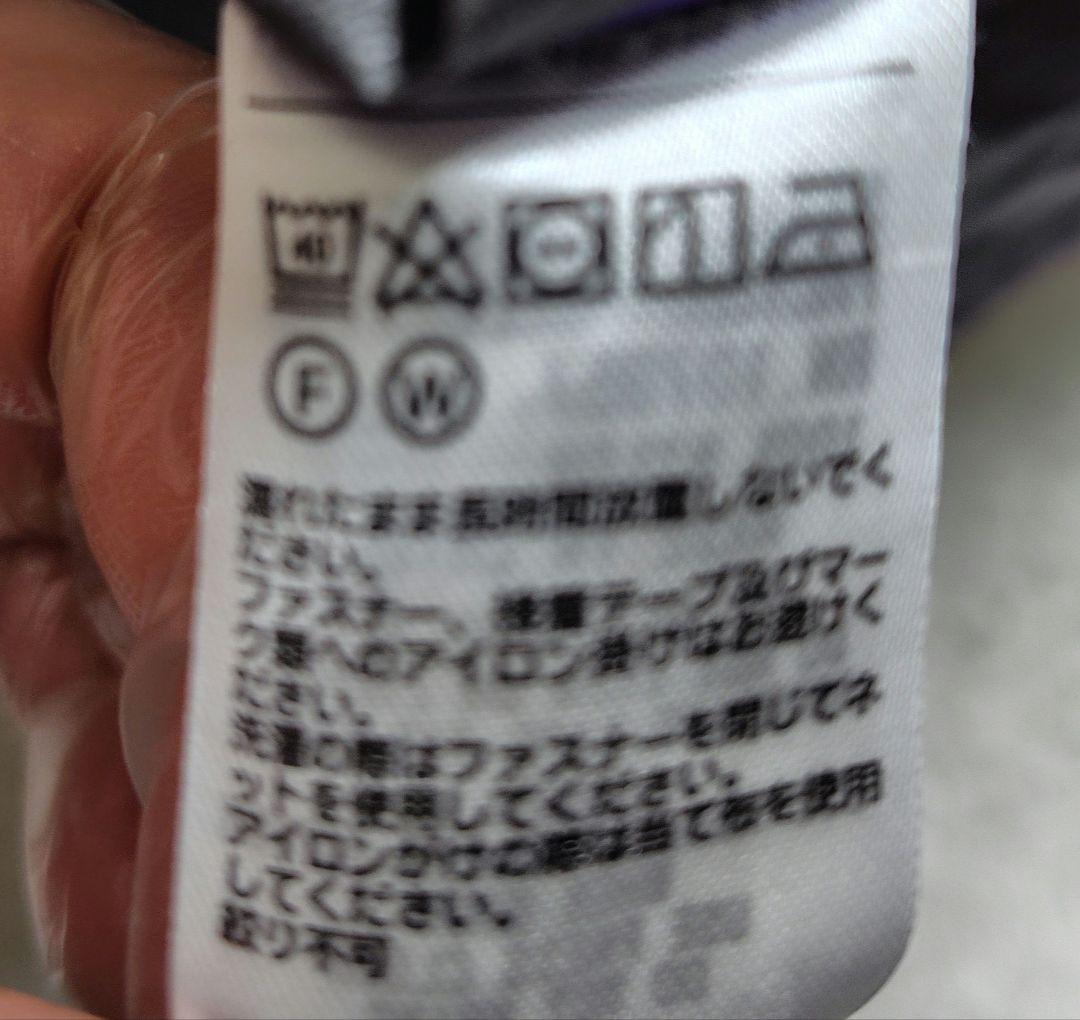 40
F W
濡れたまま長時間放置しないでく
ださい。
ファスナー、接着テープ及びマー
ク類へのアイロン掛けはお避けく
ださい。
洗濯の際はファスナーを閉じてネ
ットを使用してください。
アイロンがけの際は当て布を使用
してください。
絞り不可